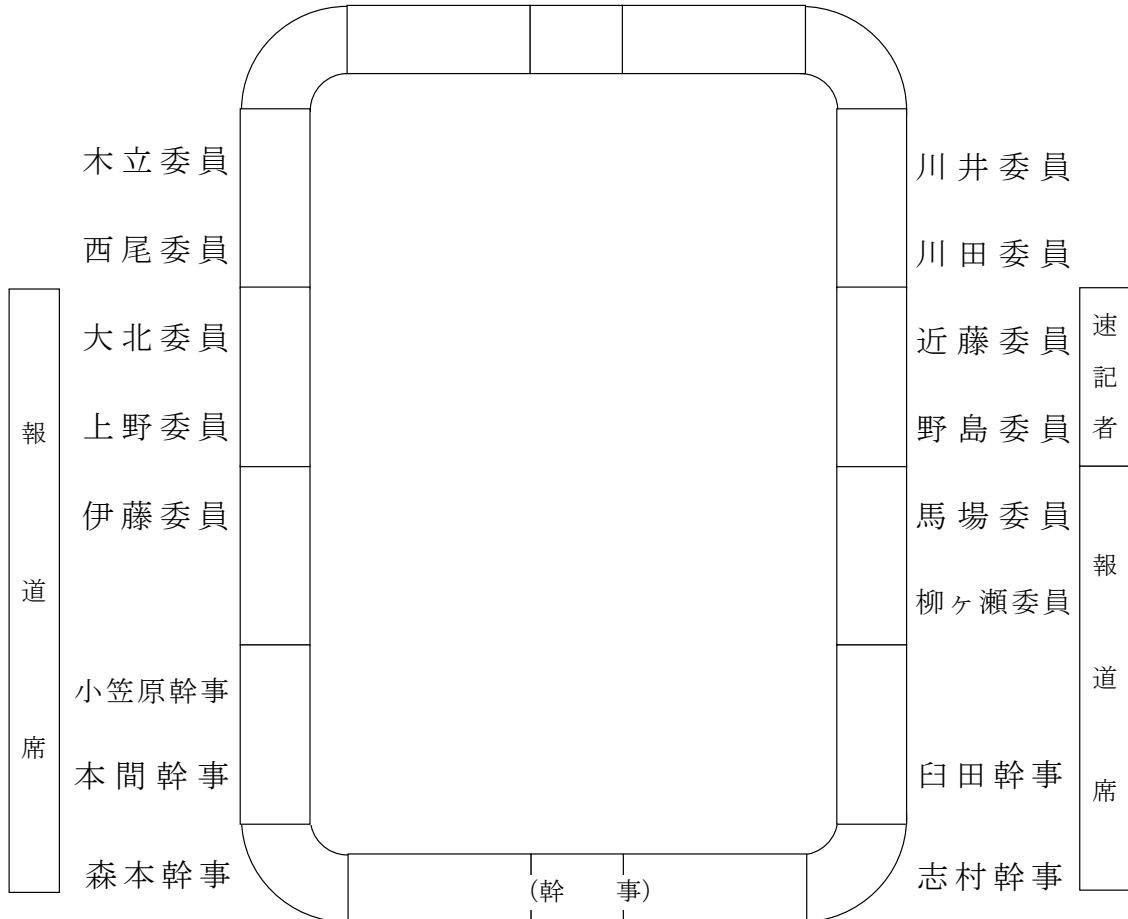 木立委員
川井委員
西尾委員
川田委員
大北委員
近藤委員
上野委員
野島委員
伊藤委員
馬場委員
柳ヶ瀬委員
小笠原幹事
本間幹事
臼田幹事
森本幹事
志村幹事
(幹　事)
報道席
速記者
報道席